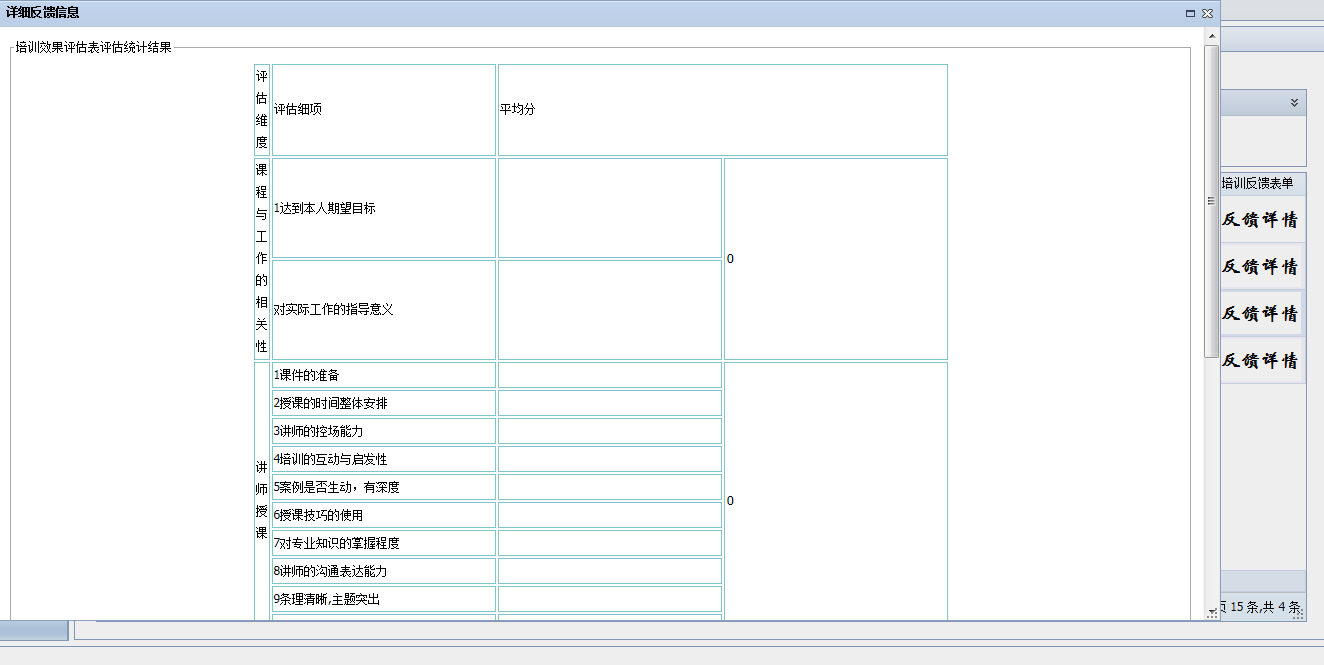 详细反馈信息
培训效果评估表评估统计结果
评估维度
评估细项
平均分
课程与工作的相关性
1达到本人期望目标
对实际工作的指导意义
0
讲师授课
1课件的准备
2授课的时间整体安排
3讲师的控场能力
4培训的互动与启发性
5案例是否生动，有深度
6授课技巧的使用
7对专业知识的掌握程度
8讲师的沟通表达能力
9条理清晰,主题突出
0
培训反馈表单
反馈详情
反馈详情
反馈详情
反馈详情
页 15 条,共 4 条